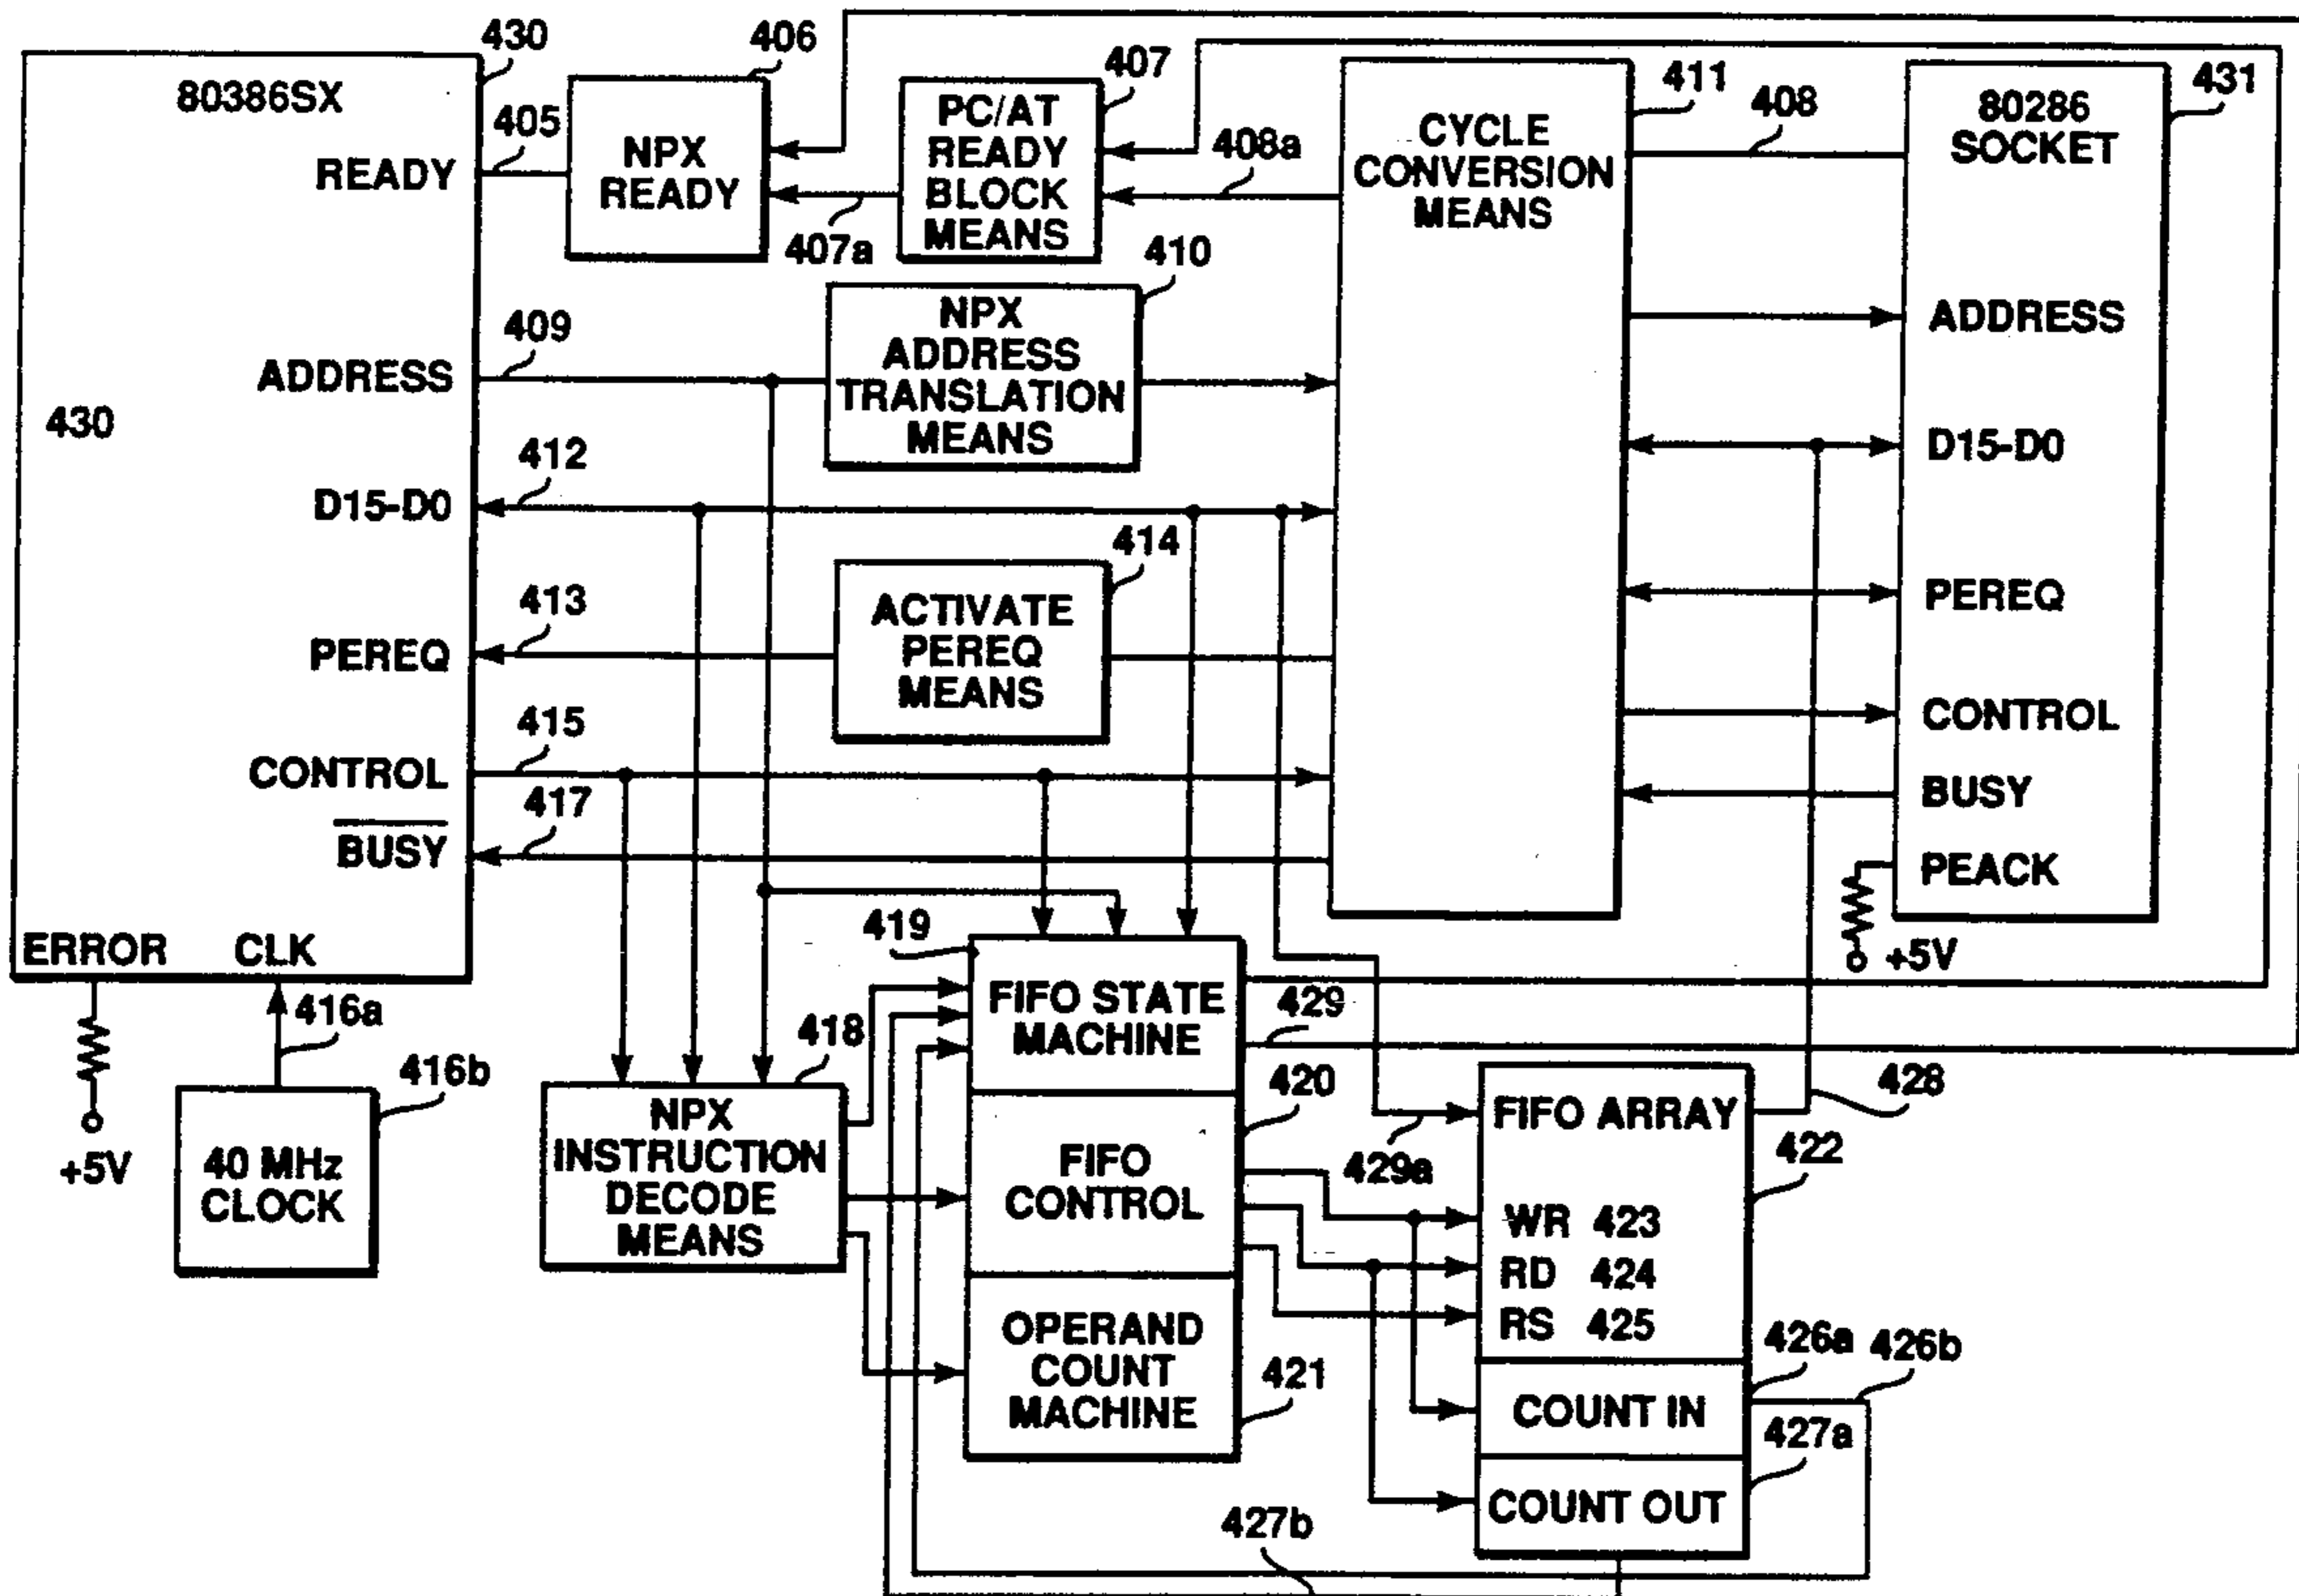 430
80386SX
READY
405
406
NPX
READY
407
PC/AT
READY
BLOCK
MEANS
407a
408a
CYCLE
CONVERSION
MEANS
411
408
80286
SOCKET
431
430
ADDRESS
409
NPX
ADDRESS
TRANSLATION
MEANS
410
ADDRESS
D15-D0
412
D15-D0
PEREQ
413
ACTIVATE
PEREQ
MEANS
414
PEREQ
CONTROL
415
CONTROL
BUSY
417
BUSY
PEACK
+5V
ERROR
CLK
+5V
416a
40 MHz
CLOCK
416b
NPX
INSTRUCTION
DECODE
MEANS
418
419
FIFO STATE
MACHINE
429
FIFO
CONTROL
420
OPERAND
COUNT
MACHINE
421
429a
FIFO ARRAY
428
422
WR 423
RD 424
RS 425
COUNT IN
426a
426b
COUNT OUT
427a
427b